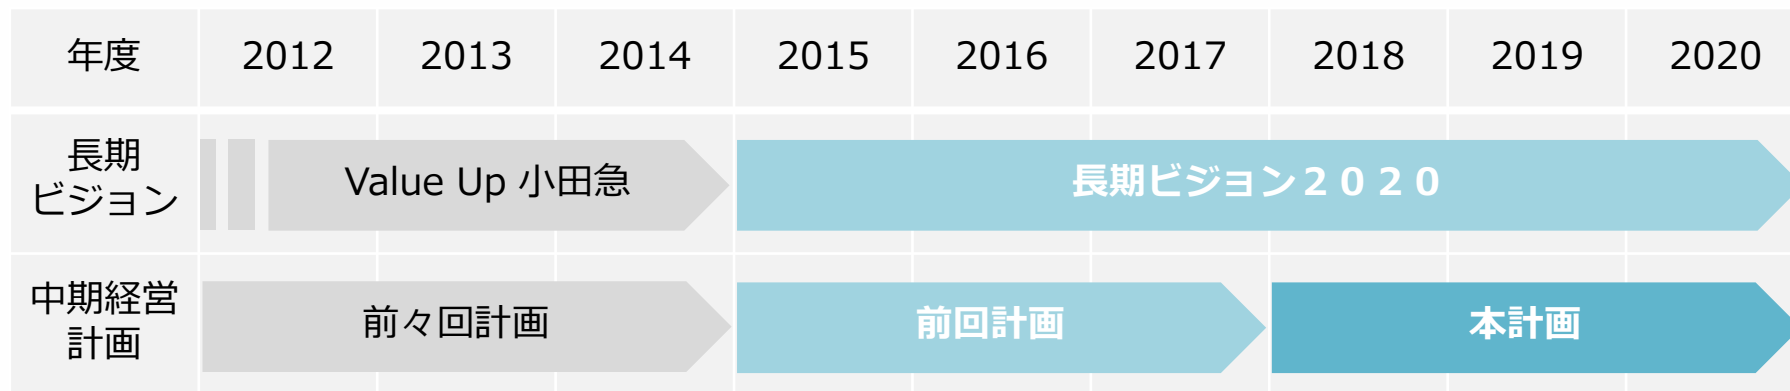 年度 2012 2013 2014 2015 2016 2017 2018 2019 2020
長期
ビジョン
Value Up 小田急
長期ビジョン２０２０
中期経営
計画
前々回計画
前回計画
本計画